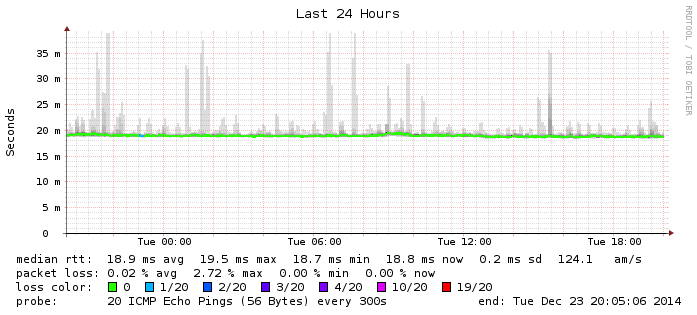 Last 24 Hours
RRDTOOL / TOBI OETIKER
Seconds
35 m
30 m
25 m
20 m
15 m
10 m
5 m
0
Tue 00:00 Tue 06:00 Tue 12:00 Tue 18:00
median rtt: 18.9 ms avg 19.5 ms max 18.7 ms min 18.8 ms now 0.2 ms sd 124.1 am/s
packet loss: 0.02 % avg 2.72 % max 0.00 % min 0.00 % now
loss color: 0 1/20 2/20 3/20 4/20 10/20 19/20
probe: 20 ICMP Echo Pings (56 Bytes) every 300s end: Tue Dec 23 20:05:06 2014